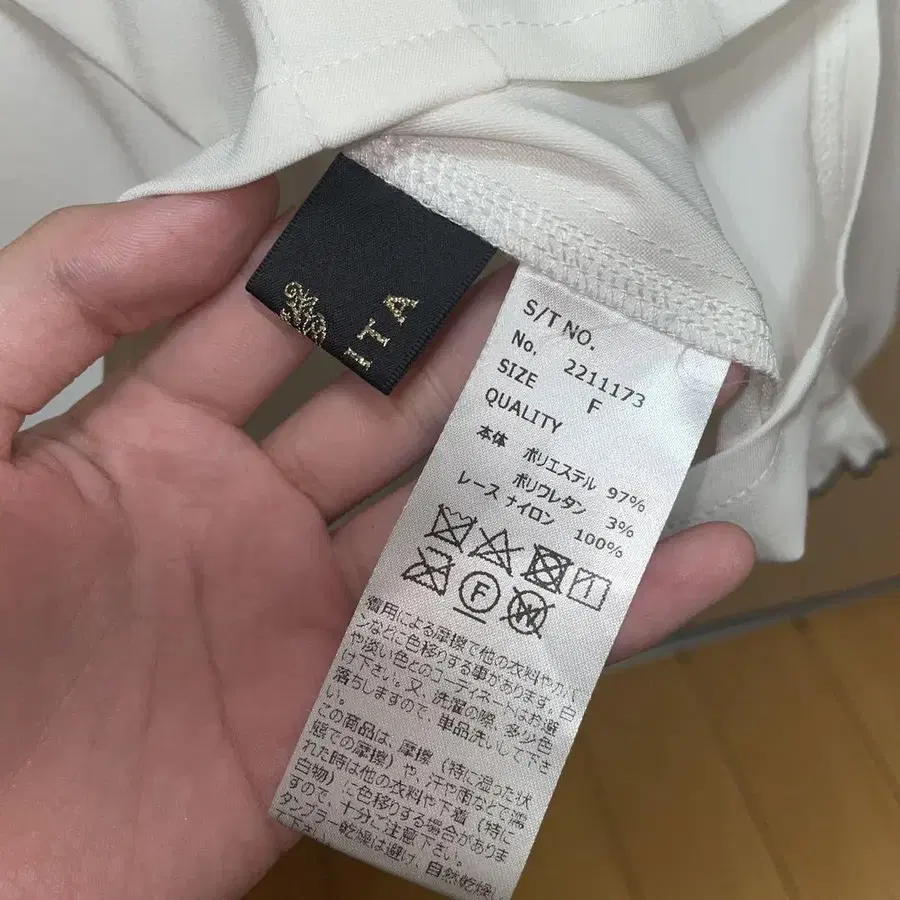 ITA
S/T NO.
No. 2211173
SIZE F
QUALITY
本体 ポリエステル 97%
ポリウレタン 3%
レース ナイロン 100%
F
W
着用による摩擦で他の衣料やカバ
ンなどに色移りする事があります。白
や淡い色とのコーディネートはお避
け下さい。又、洗濯の際、多少色
落ちしますので、単品洗いして下さ
い。
この商品は、摩擦(特に湿った状
態での摩擦)や、汗や雨などで濡
れた時は他の衣料や下着(特に
白物)に色移りする場合がありま
すので、十分ご注意下さい。
タンブラー乾燥は避け、自然乾燥し